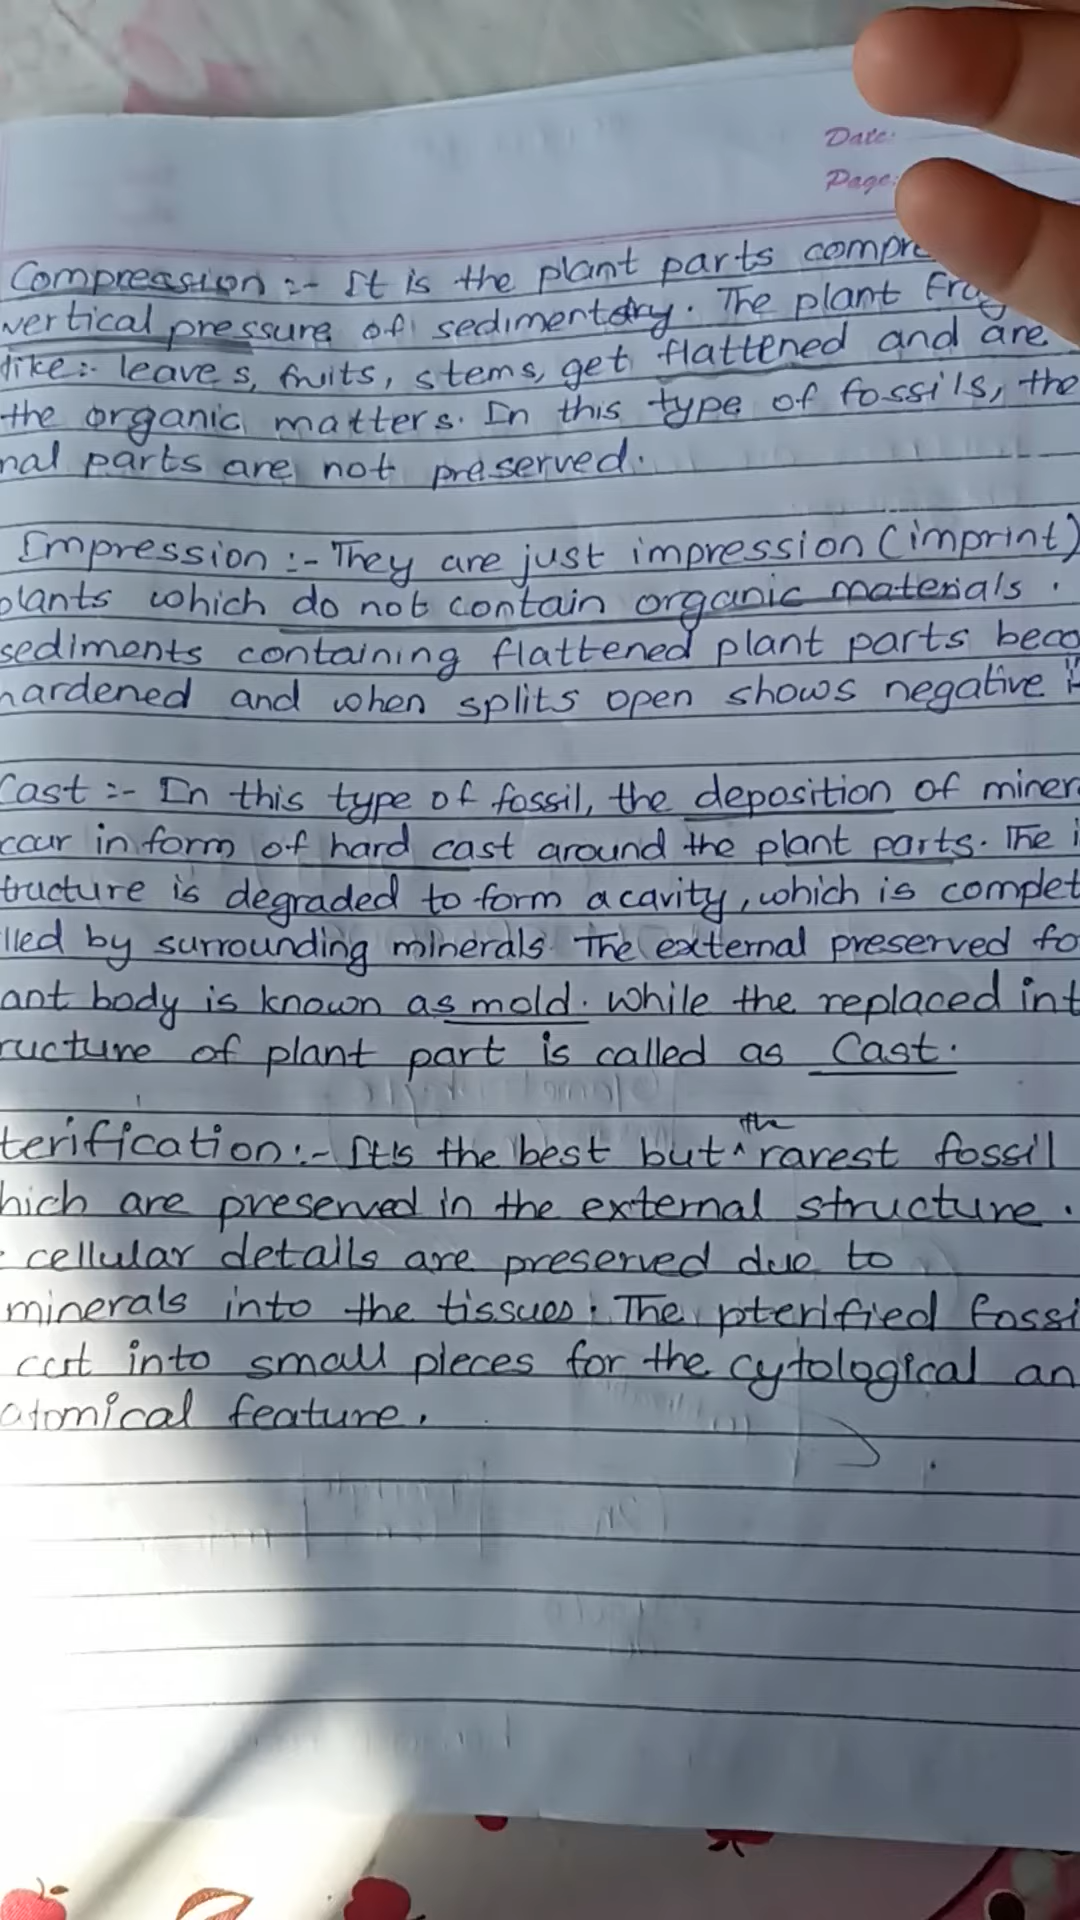 Date:
Page:
Compression :- It is the plant parts
vertical pressure of sedimentary. The plant
like:- leaves, fruits, stems, get flattened and are
the organic matters. In this type of fossils, the
nal parts are not preserved.
Impression :- They are just impression (imprint)
plants which do not contain organic materials.
sediments containing flattened plant parts beco
hardened and when splits open shows negative
Cast :- In this type of fossil, the deposition of miner
ccur in form of hard cast around the plant parts. The i
tructure is degraded to form a cavity, which is complet
lled by surrounding minerals. The external preserved fo
ant body is known as mold. While the replaced int
ructure of plant part is called as Cast.
terification :- It's the best but ^the rarest fossil
hich are preserved in the external structure.
cellular details are preserved due to
minerals into the tissues. The pterified fossi
cut into small pieces for the cytological an
atomical feature.